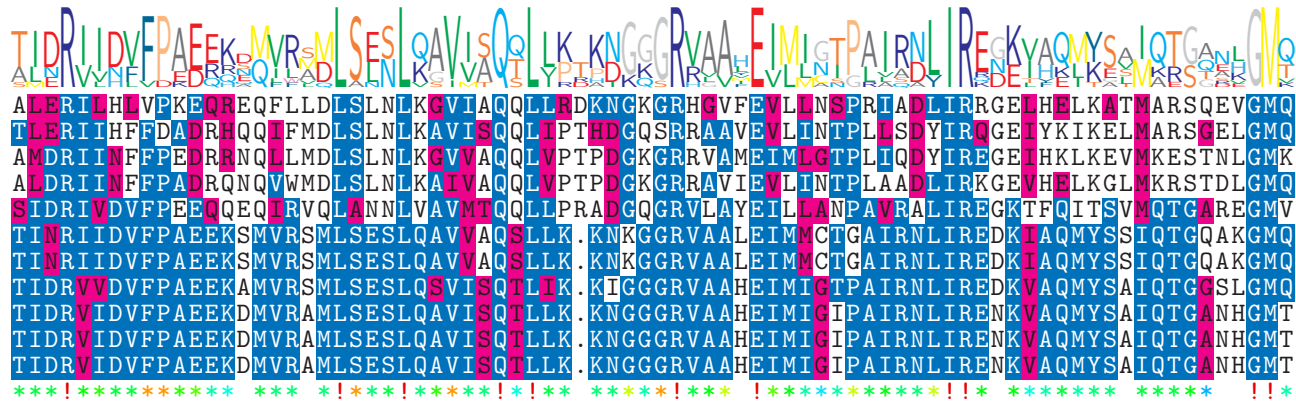 ALERILHLVPKEQREQFLLDLSLNLKGVIAQQLLRDKNGKGRHGVFEVLLNSPRIADLIRRGELHELKATMARSQEVGMQ
TLERIIHFFDADRHQQIFMDLSLNLKAVISQQLIPTHDGQSRRAAVEVLINTPLLSDYIRQGEIYKIKELMARSGELGMQ
AMDRIINFFPEDRRNQLLMDLSLNLKGVVAQQLVPTPDGKGRRVAMEIMLGTPLIQDYIREGEIHKLKEVMKESTNLGMK
ALDRIINFFPADRQNQVWMDLSLNLKAIVAQQLVPTPDGKGRRAVIEVLINTPLAADLIRKGEVHELKGLMKRSTDLGMQ
SIDRIVDVFPEEQQEQIRVQLANNLVAVMTQQLLPRADGQGRVLAYEILLANPAVRALIREGKTFQITSVMQTGAREGMV
TINRIIDVFPAEEKSMVRSMLSESLQAVVAQSLLK.KNKGGRVAALEIMMCTGAIRNLIREDKIAQMYSSIQTGQAKGMQ
TINRIIDVFPAEEKSMVRSMLSESLQAVVAQSLLK.KNKGGRVAALEIMMCTGAIRNLIREDKIAQMYSSIQTGQAKGMQ
TIDRVVDVFPAEEKAMVRSMLSESLQSVISQTLIK.KIGGGRVAAHEIMIGTPAIRNLIREDKVAQMYSAIQTGGSLGMQ
TIDRVIDVFPAEEKDMVRAMLSESLQAVISQTLLK.KNGGGRVAAHEIMIGIPAIRNLIRENKVAQMYSAIQTGANHGMT
TIDRVIDVFPAEEKDMVRAMLSESLQAVISQTLLK.KNGGGRVAAHEIMIGIPAIRNLIRENKVAQMYSAIQTGANHGMT
TIDRVIDVFPAEEKDMVRAMLSESLQAVISQTLLK.KNGGGRVAAHEIMIGIPAIRNLIRENKVAQMYSAIQTGANHGMT
***!********** *** *!***!*****!*!** *****!*** !***********!!* ******* ***** !!*